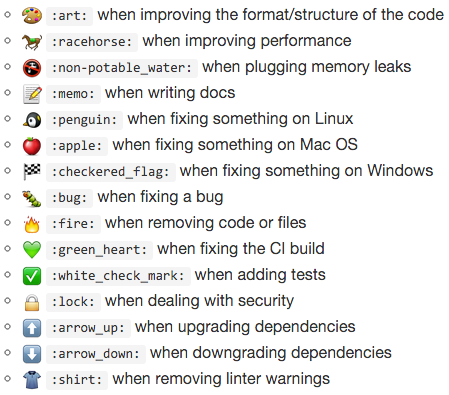 :art: when improving the format/structure of the code
:racehorse: when improving performance
:non-potable_water: when plugging memory leaks
:memo: when writing docs
:penguin: when fixing something on Linux
:apple: when fixing something on Mac OS
:checkered_flag: when fixing something on Windows
:bug: when fixing a bug
:fire: when removing code or files
:green_heart: when fixing the CI build
:white_check_mark: when adding tests
:lock: when dealing with security
:arrow_up: when upgrading dependencies
:arrow_down: when downgrading dependencies
:shirt: when removing linter warnings